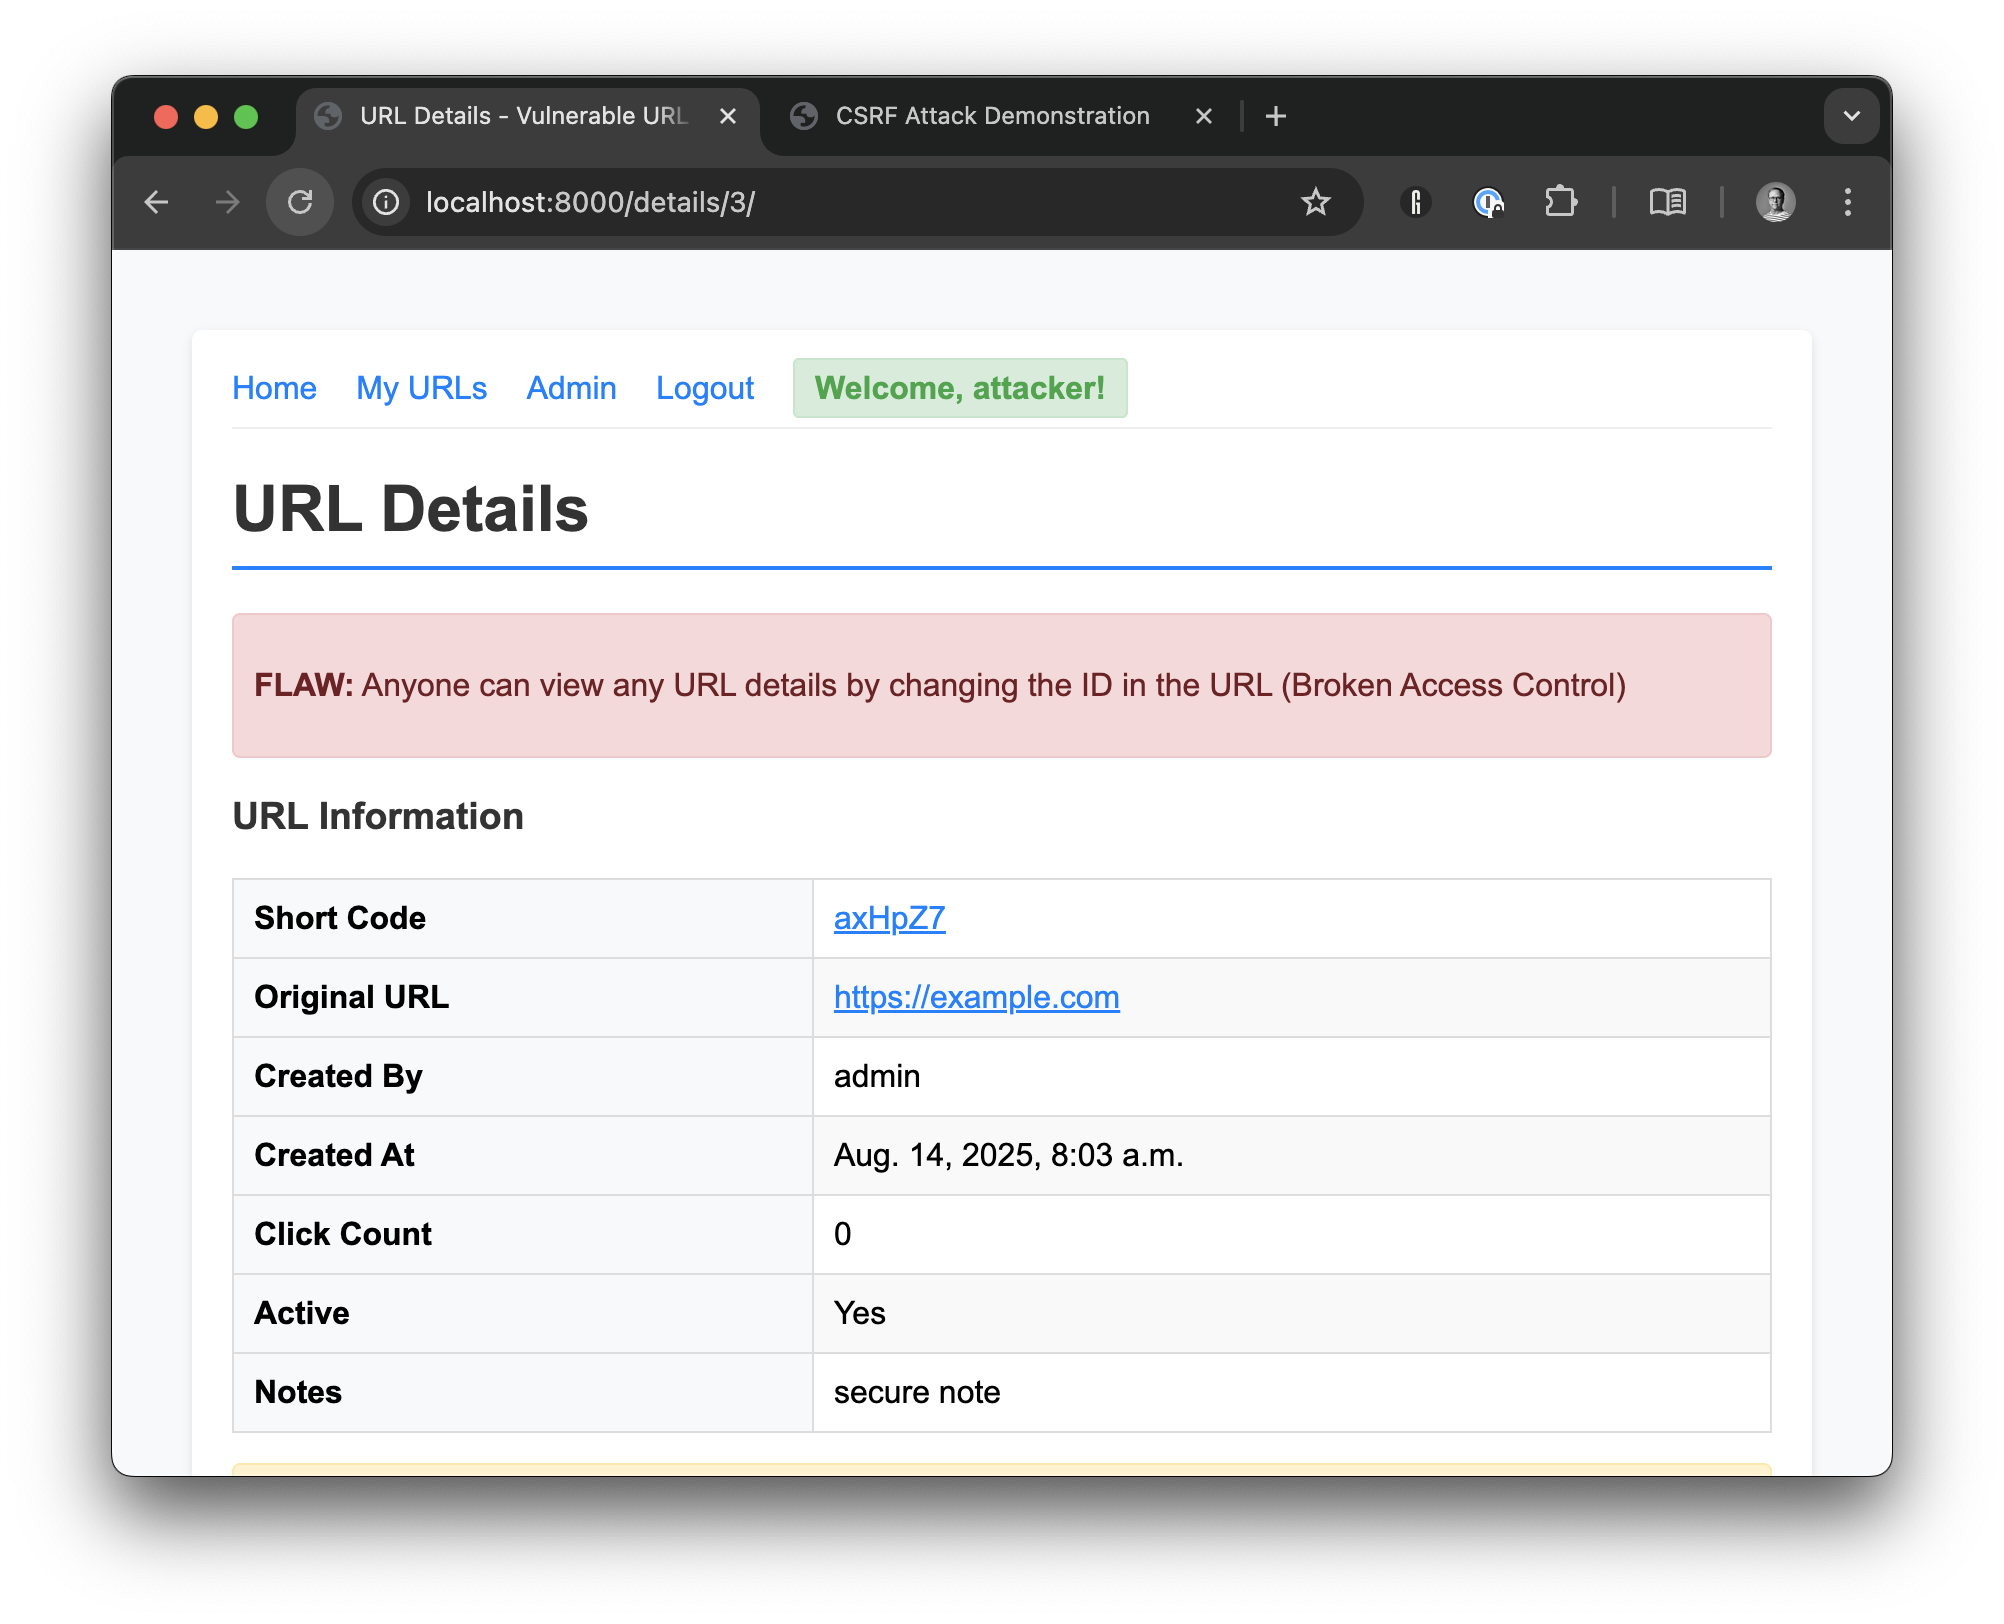 URL Details - Vulnerable URL
CSRF Attack Demonstration
localhost:8000/details/3/
Home My URLs Admin Logout Welcome, attacker!
URL Details
FLAW: Anyone can view any URL details by changing the ID in the URL (Broken Access Control)
URL Information
Short Code axHpZ7
Original URL https://example.com
Created By admin
Created At Aug. 14, 2025, 8:03 a.m.
Click Count 0
Active Yes
Notes secure note